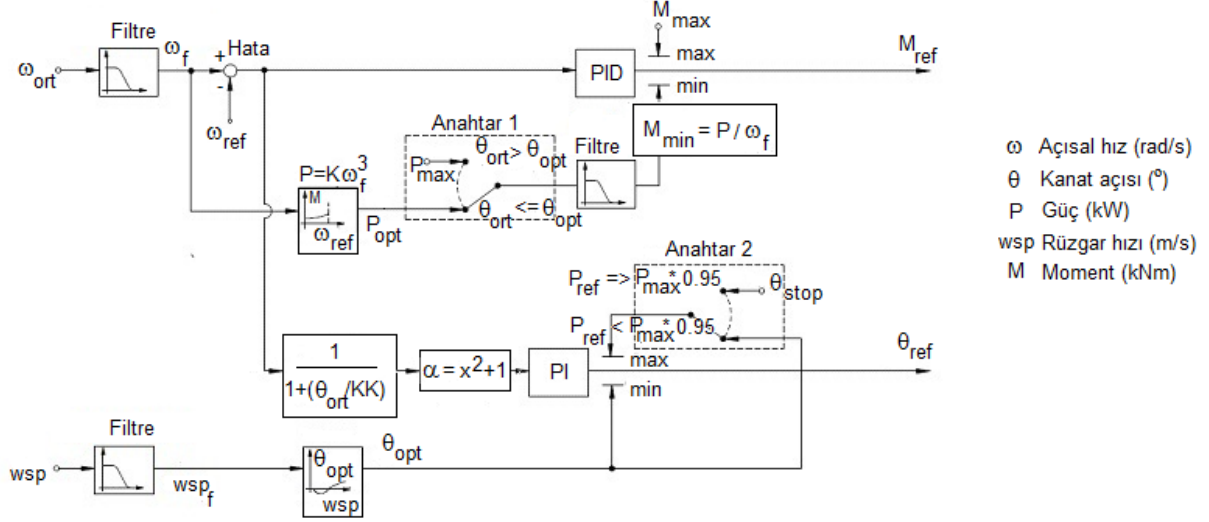 Filtre
ω_ort
ω_f
+
-
Hata
ω_ref
PID
M_max
max
min
M_ref
M_min = P / ω_f
Anahtar 1
θ_ort > θ_opt
P_max
θ_ort <= θ_opt
Filtre
P=Kω_f^3
M
ω_ref
P_opt
Anahtar 2
P_ref => P_max* 0.95
θ_stop
P_ref < P_max* 0.95
max
min
θ_ref
1
1+(θ_ort/KK)
α = x^2+1
PI
Filtre
wsp
wsp_f
θ_opt
wsp
θ_opt
ω Açısal hız (rad/s)
θ Kanat açısı (º)
P Güç (kW)
wsp Rüzgar hızı (m/s)
M Moment (kNm)